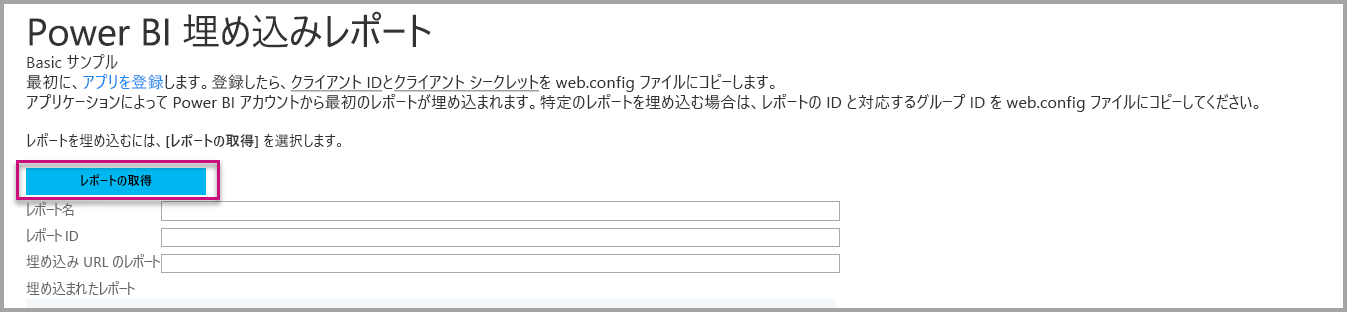 Power BI 埋め込みレポート
Basic サンプル
最初に、アプリを登録します。登録したら、クライアント IDとクライアント シークレットを web.config ファイルにコピーします。
アプリケーションによって Power BI アカウントから最初のレポートが埋め込まれます。特定のレポートを埋め込む場合は、レポートの ID と対応するグループ ID を web.config ファイルにコピーしてください。
レポートを埋め込むには、[レポートの取得] を選択します。
レポートの取得
レポート名
レポート ID
埋め込み URL のレポート
埋め込まれたレポート